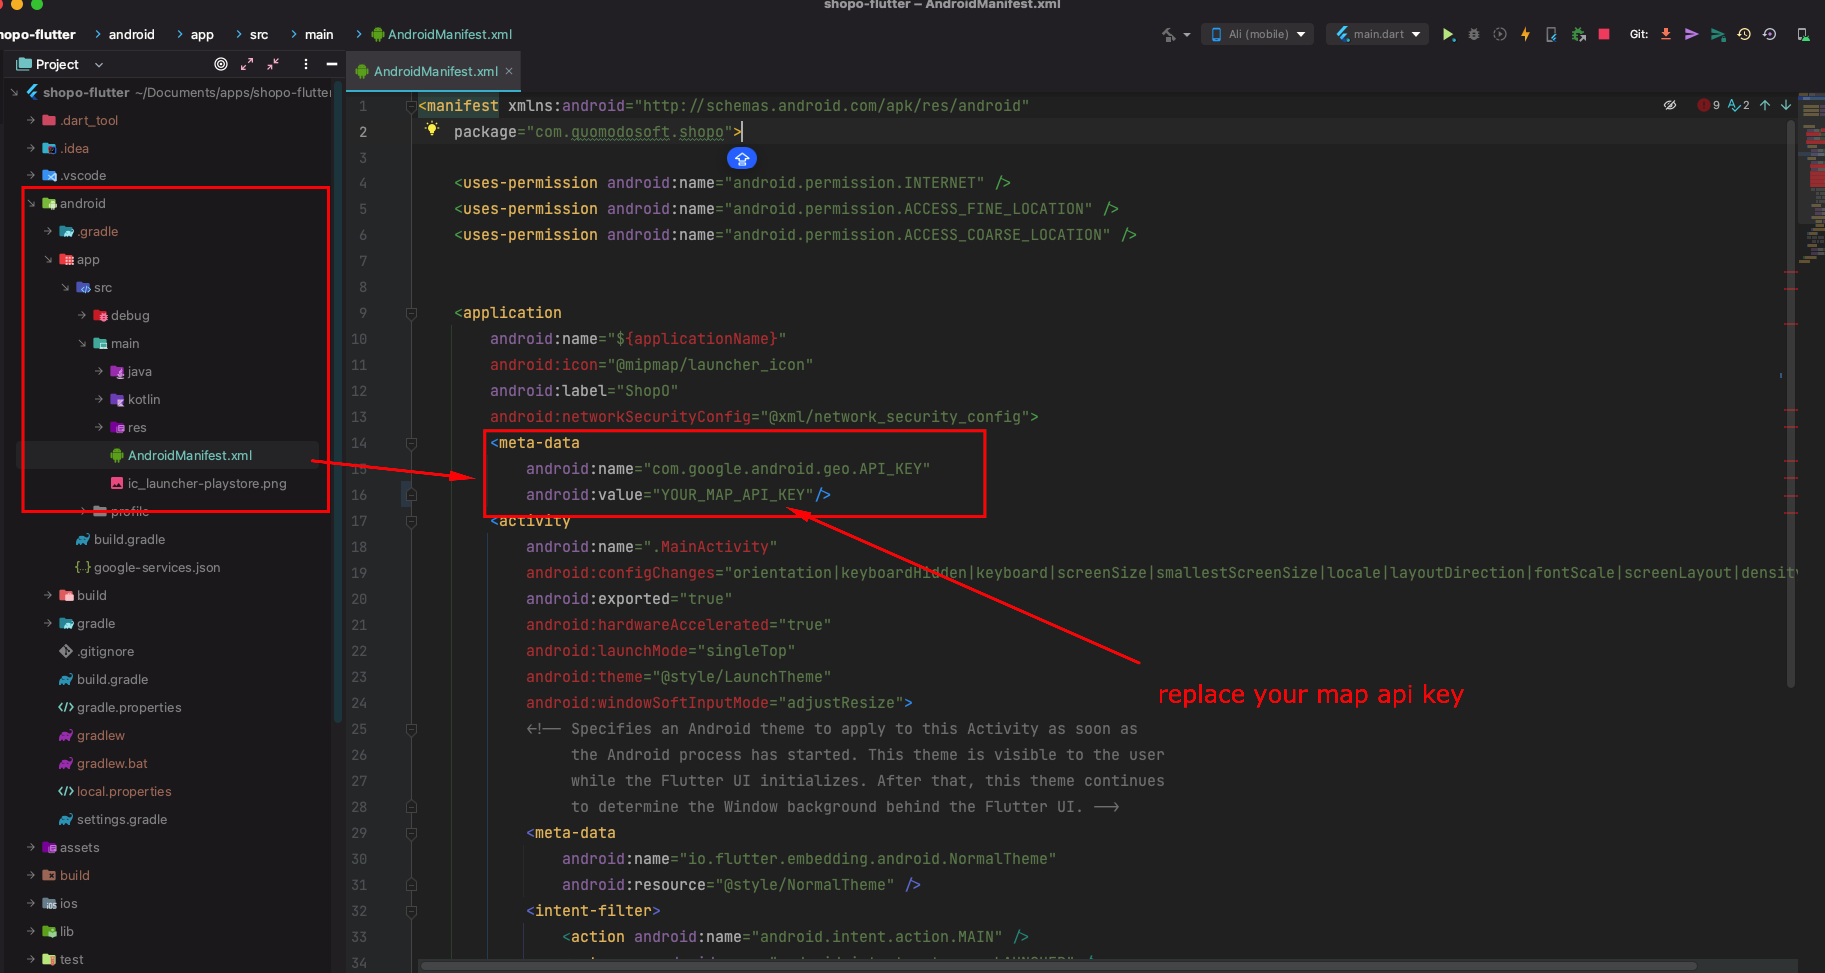 shopo-flutter – AndroidManifest.xml
hopo-flutter > android > app > src > main > AndroidManifest.xml
Ali (mobile) main.dart Git:
Project
AndroidManifest.xml ×
shopo-flutter ~/Documents/apps/shopo-flutter
.dart_tool
.idea
.vscode
android
.gradle
app
src
debug
main
java
kotlin
res
AndroidManifest.xml
ic_launcher-playstore.png
profile
build.gradle
google-services.json
build
gradle
.gitignore
build.gradle
gradle.properties
gradlew
gradlew.bat
local.properties
settings.gradle
assets
build
ios
lib
test
9 2
1 <manifest xmlns:android="http://schemas.android.com/apk/res/android"
2 package="com.quomodosoft.shopo">
3
4 <uses-permission android:name="android.permission.INTERNET" />
5 <uses-permission android:name="android.permission.ACCESS_FINE_LOCATION" />
6 <uses-permission android:name="android.permission.ACCESS_COARSE_LOCATION" />
7
8
9 <application
10 android:name="${applicationName}"
11 android:icon="@mipmap/launcher_icon"
12 android:label="ShopO"
13 android:networkSecurityConfig="@xml/network_security_config">
14 <meta-data
15 android:name="com.google.android.geo.API_KEY"
16 android:value="YOUR_MAP_API_KEY"/>
17 <activity
18 android:name=".MainActivity"
19 android:configChanges="orientation|keyboardHidden|keyboard|screenSize|smallestScreenSize|locale|layoutDirection|fontScale|screenLayout|density
20 android:exported="true"
21 android:hardwareAccelerated="true"
22 android:launchMode="singleTop"
23 android:theme="@style/LaunchTheme"
24 android:windowSoftInputMode="adjustResize">
25 <!-- Specifies an Android theme to apply to this Activity as soon as
26 the Android process has started. This theme is visible to the user
27 while the Flutter UI initializes. After that, this theme continues
28 to determine the Window background behind the Flutter UI. -->
29 <meta-data
30 android:name="io.flutter.embedding.android.NormalTheme"
31 android:resource="@style/NormalTheme" />
32 <intent-filter>
33 <action android:name="android.intent.action.MAIN" />
34
replace your map api key